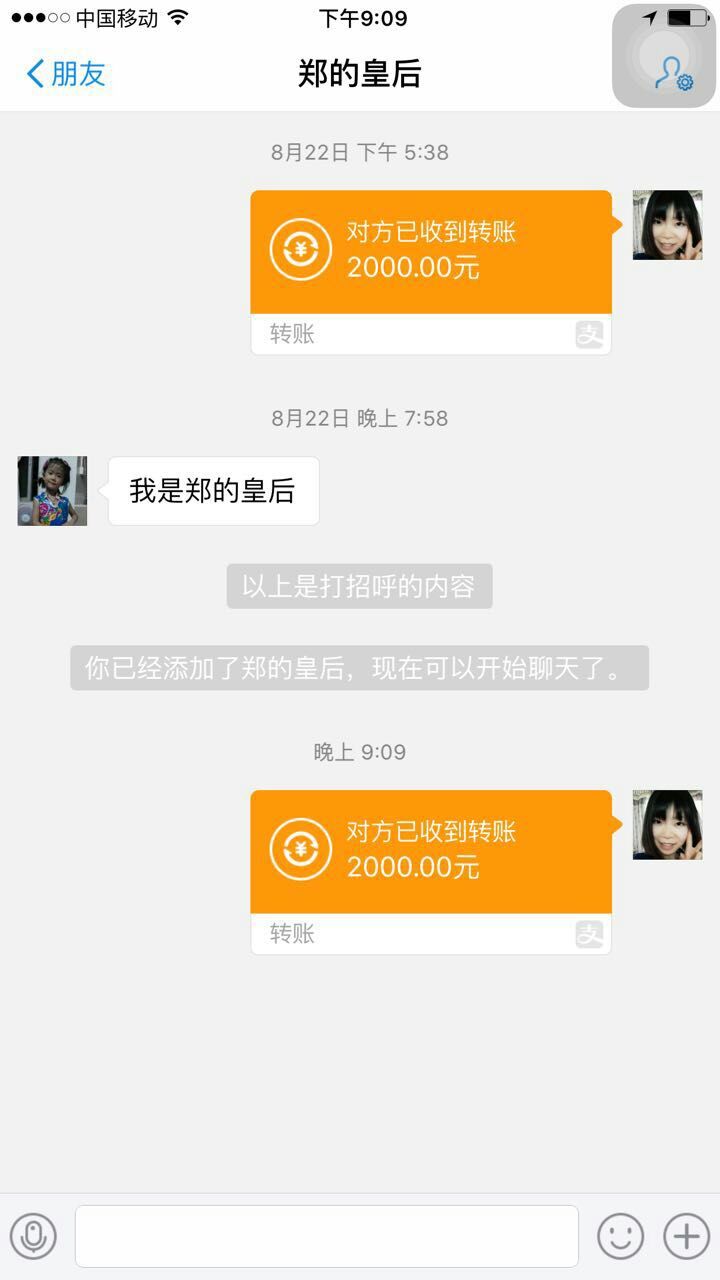 中国移动 下午9:09
朋友 郑的皇后
8月22日 下午 5:38
对方已收到转账
2000.00元
转账 支
8月22日 晚上 7:58
我是郑的皇后
以上是打招呼的内容
你已经添加了郑的皇后，现在可以开始聊天了。
晚上 9:09
对方已收到转账
2000.00元
转账 支